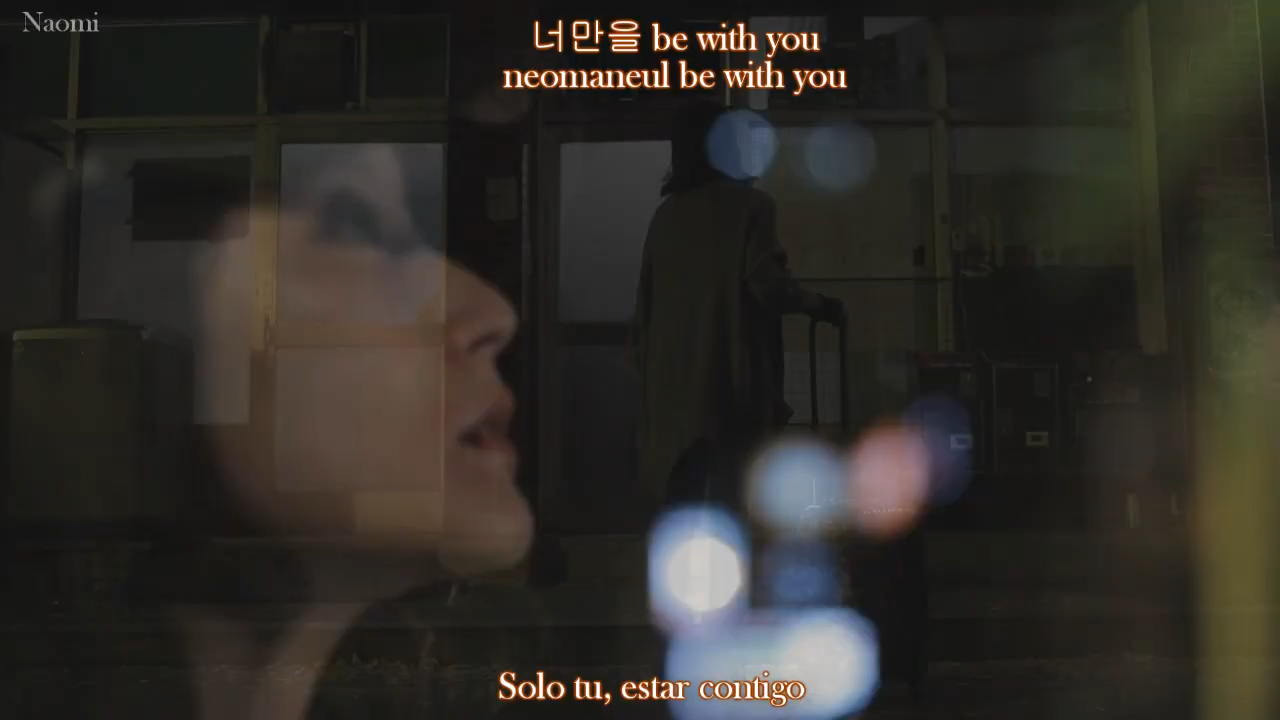 Naomi
너만을 be with you
neomaneul be with you
Solo tu, estar contigo